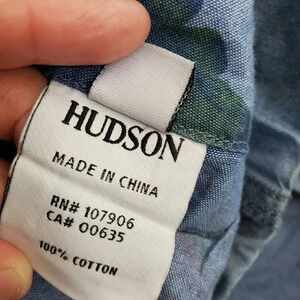 HUDSON
MADE IN CHINA
RN# 107906
CA# 00635
100% COTTON